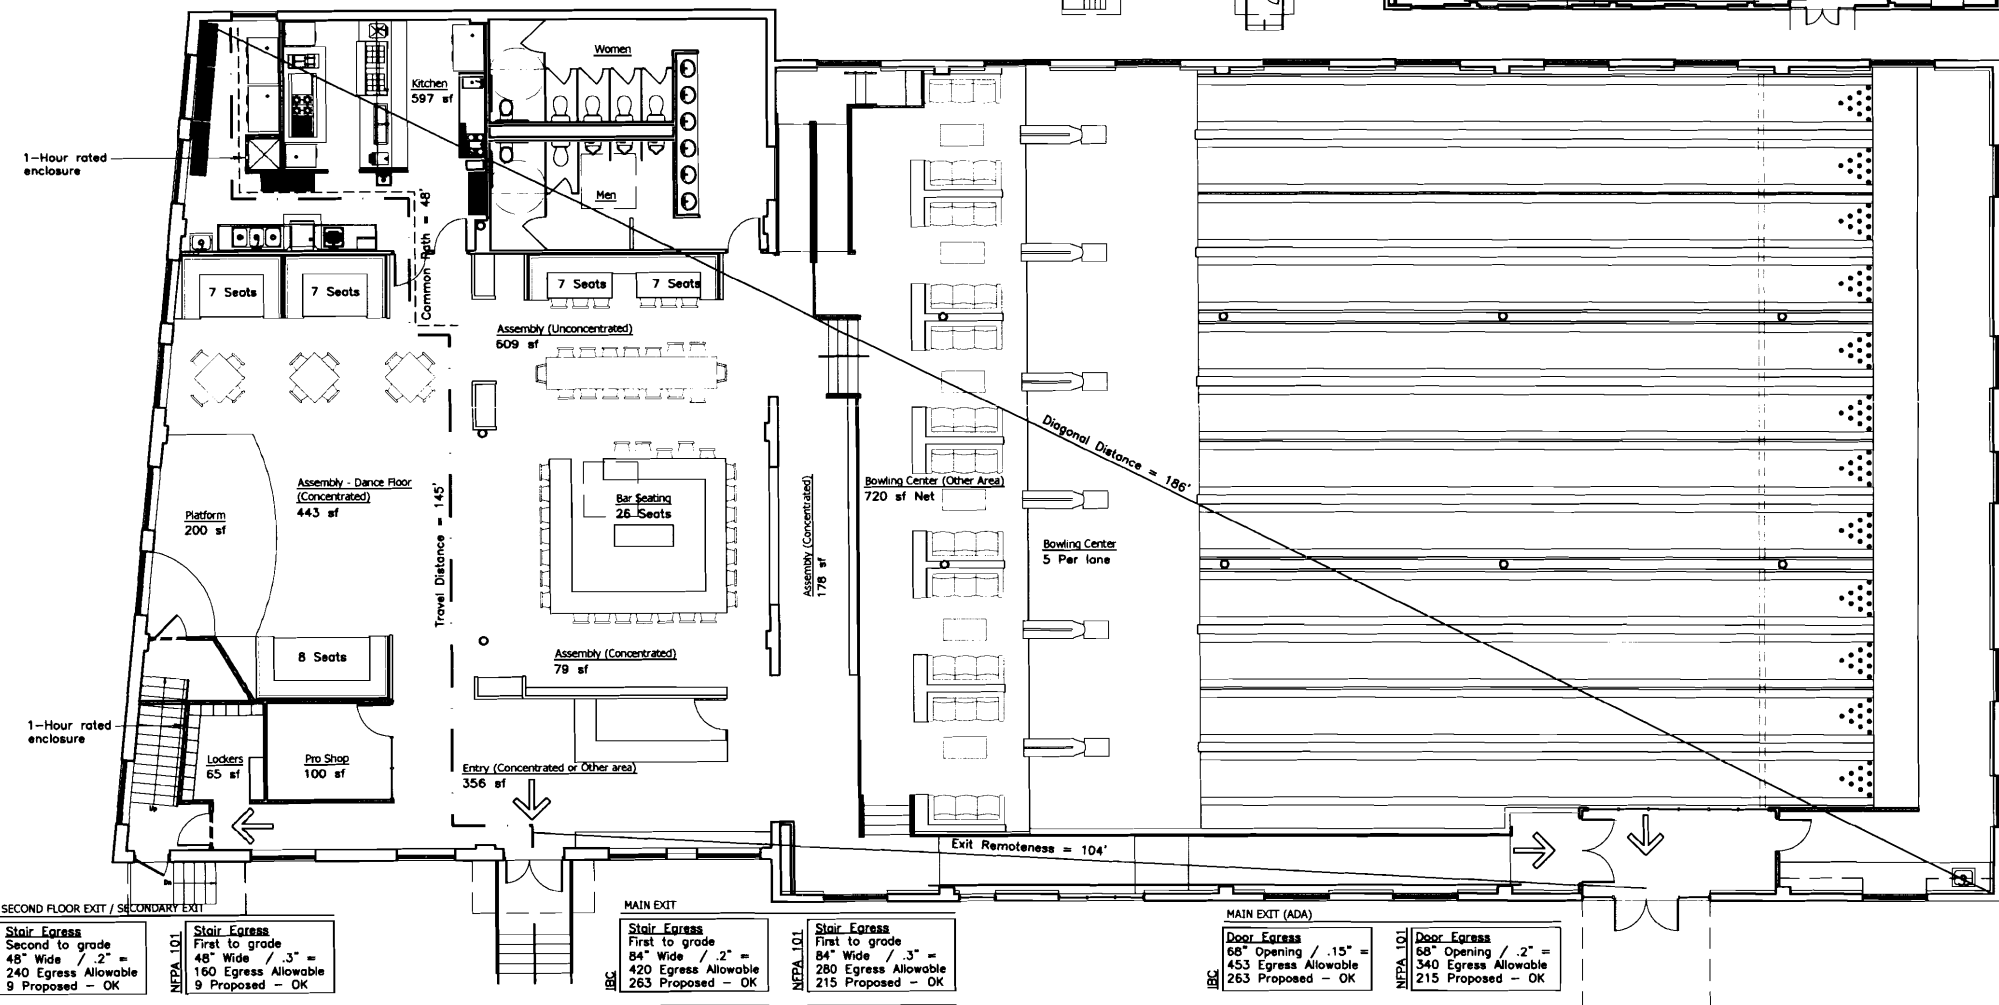 Women
Kitchen
597 sf
1-Hour rated
enclosure
Men
Common Path = 48'
7 Seats
7 Seats
7 Seats
7 Seats
Assembly (Unconcentrated)
609 sf
Diagonal Distance = 186'
Assembly - Dance Floor
(Concentrated)
443 sf
Platform
200 sf
Travel Distance = 145'
Bar Seating
26 Seats
Assembly (Concentrated)
178 sf
Bowling Center (Other Area)
720 sf Net
Bowling Center
5 Per lane
8 Seats
Assembly (Concentrated)
79 sf
1-Hour rated
enclosure
Lockers
65 sf
Pro Shop
100 sf
Entry (Concentrated or Other area)
356 sf
Exit Remoteness = 104'
SECOND FLOOR EXIT / SECONDARY EXIT
Stair Egress
Second to grade
48" Wide / .2" =
240 Egress Allowable
9 Proposed - OK
NFPA 101
Stair Egress
First to grade
48" Wide / .3" =
160 Egress Allowable
9 Proposed - OK
MAIN EXIT
IBC
Stair Egress
First to grade
84" Wide / .2" =
420 Egress Allowable
263 Proposed - OK
NFPA 101
Stair Egress
First to grade
84" Wide / .3" =
280 Egress Allowable
215 Proposed - OK
MAIN EXIT (ADA)
IBC
Door Egress
68" Opening / .15" =
453 Egress Allowable
263 Proposed - OK
NFPA 101
Door Egress
68" Opening / .2" =
340 Egress Allowable
215 Proposed - OK